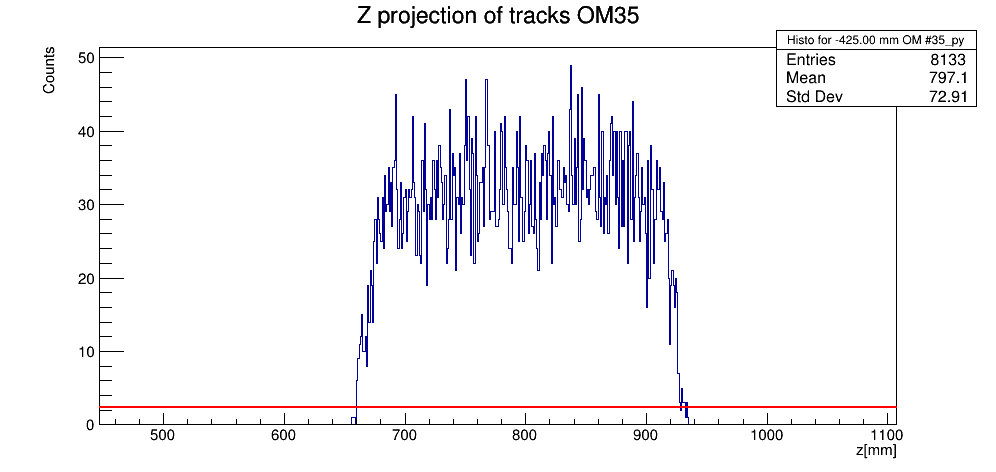 Z projection of tracks OM35
Histo for -425.00 mm OM #35_py
Entries 8133
Mean 797.1
Std Dev 72.91
Counts
50
40
30
20
10
0
500 600 700 800 900 1000 1100
z[mm]